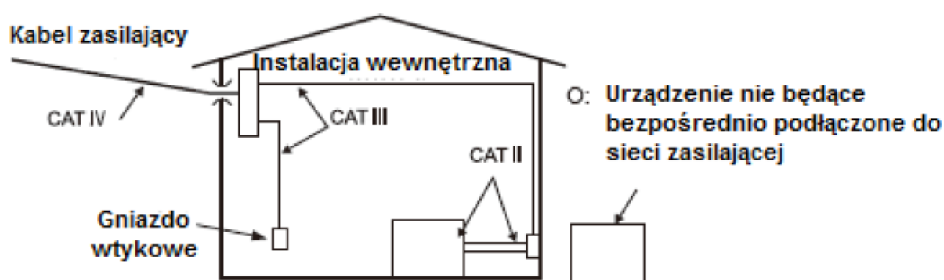 Kabel zasilający
Instalacja wewnętrzna
CAT IV
CAT III
O: Urządzenie nie będące
bezpośrednio podłączone do
sieci zasilającej
CAT II
Gniazdo
wtykowe